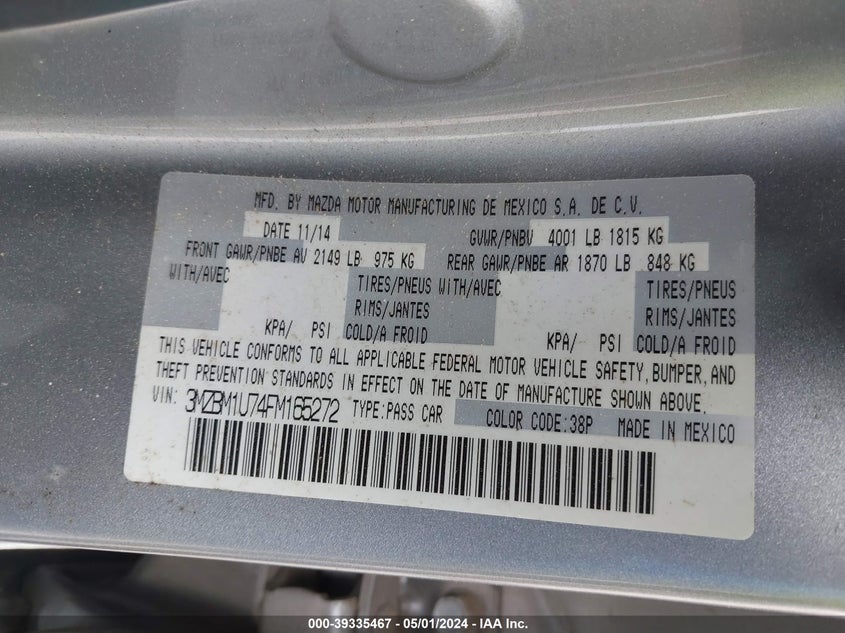 MFD. BY MAZDA MOTOR MANUFACTURING DE MEXICO S.A. DE C.V.
DATE 11/14 GVWR/PNBV 4001 LB 1815 KG
FRONT GAWR/PNBE AV 2149 LB 975 KG REAR GAWR/PNBE AR 1870 LB 848 KG
WITH/AVEC TIRES/PNEUS WITH/AVEC TIRES/PNEUS
RIMS/JANTES RIMS/JANTES
KPA/ PSI COLD/A FROID KPA/ PSI COLD/A FROID
THIS VEHICLE CONFORMS TO ALL APPLICABLE FEDERAL MOTOR VEHICLE SAFETY, BUMPER, AND
THEFT PREVENTION STANDARDS IN EFFECT ON THE DATE OF MANUFACTURE SHOWN ABOVE.
VIN: 3MZBM1U74FM165272 TYPE:PASS CAR COLOR CODE:38P MADE IN MEXICO
000-39335467 - 05/01/2024 - IAA Inc.